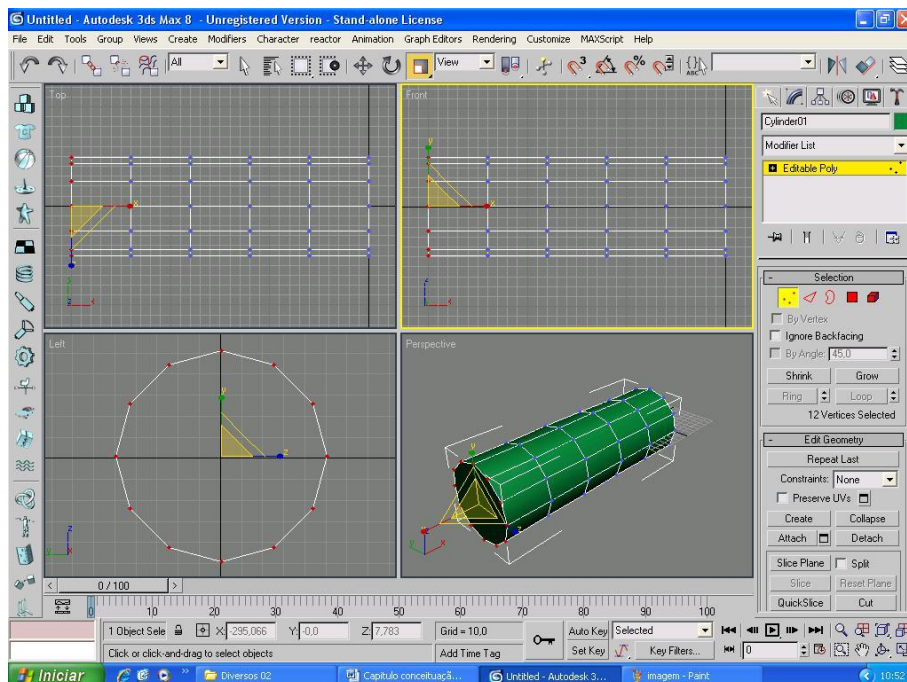 Untitled - Autodesk 3ds Max 8 - Unregistered Version - Stand-alone License
File Edit Tools Group Views Create Modifiers Character reactor Animation Graph Editors Rendering Customize MAXScript Help
All View
Top
Front
Left
Perspective
y
x
z
Cylinder01
Modifier List
Editable Poly
Selection
By Vertex
Ignore Backfacing
By Angle: 45,0
Shrink Grow
Ring Loop
12 Vertices Selected
Edit Geometry
Repeat Last
Constraints: None
Preserve UVs
Create Collapse
Attach Detach
Slice Plane Split
Slice Reset Plane
QuickSlice Cut
0 / 100
0 10 20 30 40 50 60 70 80 90 100
1 Object Sele X: -295,066 Y: -0,0 Z: 7,783 Grid = 10,0 Auto Key Selected
Click or click-and-drag to select objects Add Time Tag Set Key Key Filters... 0
Iniciar Diversos 02 Capitulo conceituaçã... Untitled - Autodesk 3... imagem - Paint 10:52